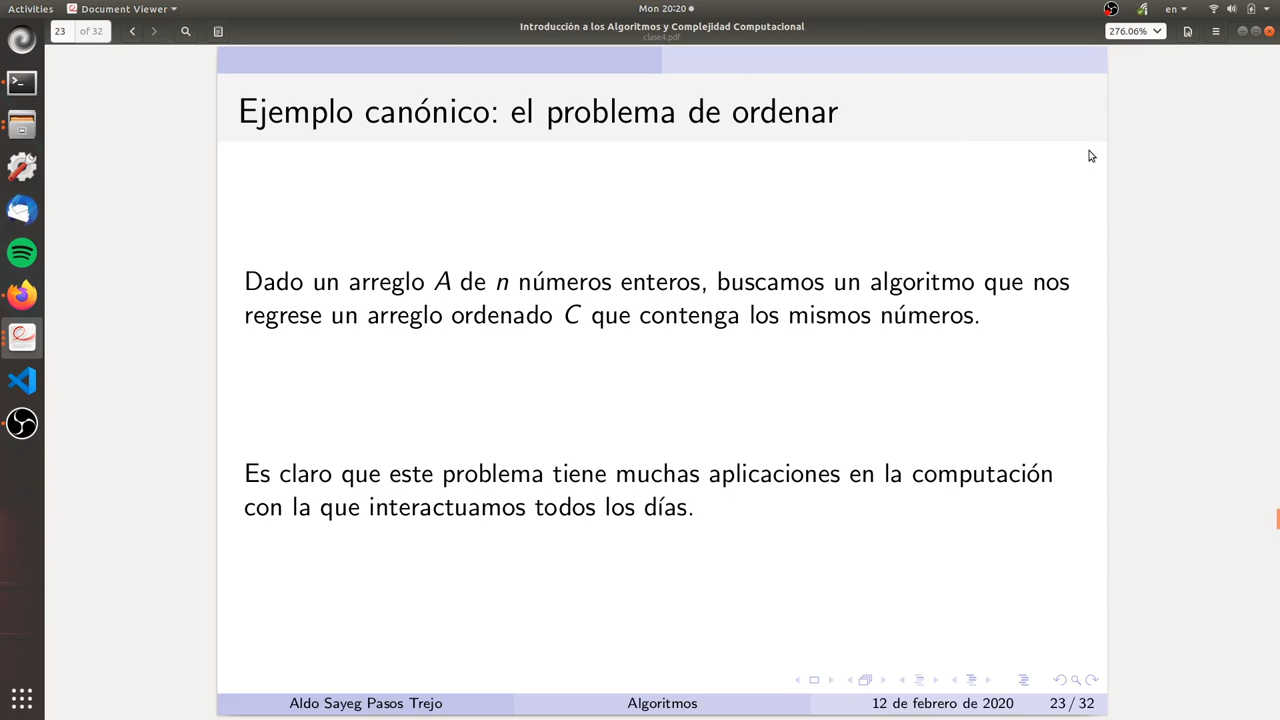 Activities
Document Viewer
Mon 20:20
en
23
of 32
Introducción a los Algoritmos y Complejidad Computacional
clase4.pdf
276.06%
Ejemplo canónico: el problema de ordenar
Dado un arreglo A de n números enteros, buscamos un algoritmo que nos
regrese un arreglo ordenado C que contenga los mismos números.
Es claro que este problema tiene muchas aplicaciones en la computación
con la que interactuamos todos los días.
Aldo Sayeg Pasos Trejo
Algoritmos
12 de febrero de 2020
23 / 32